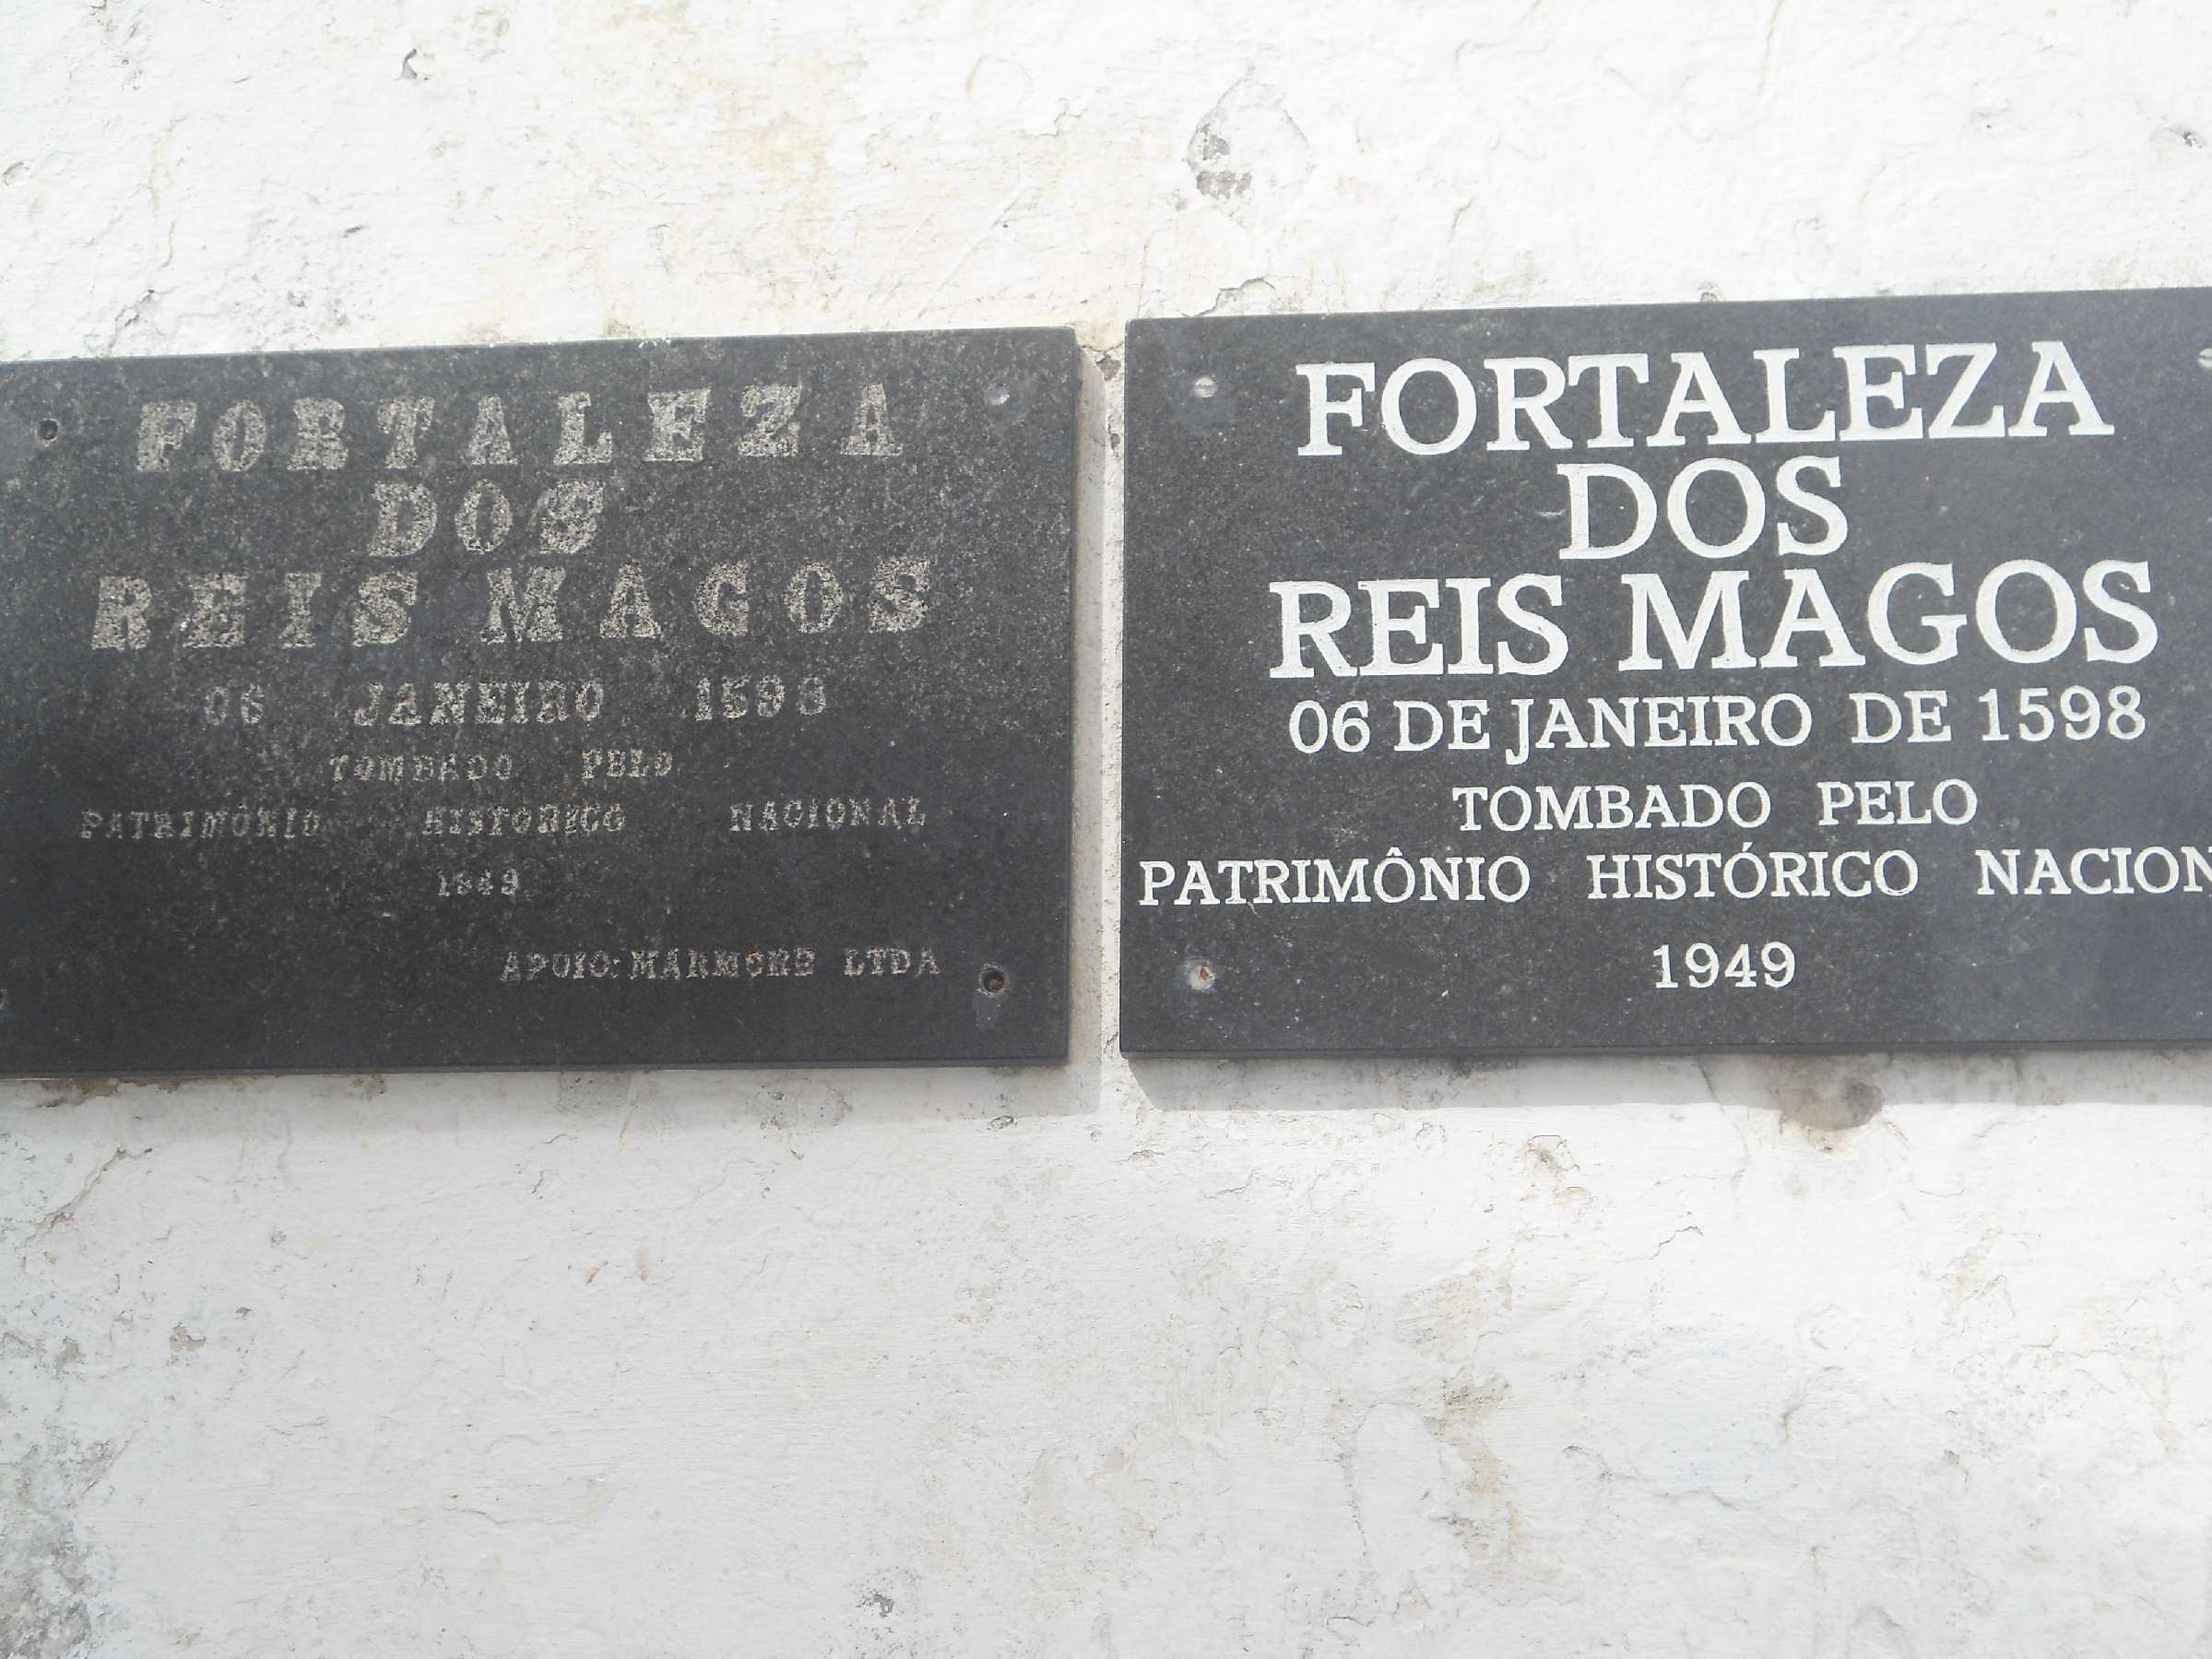 FORTALEZA
DOS
REIS MAGOS
06 JANEIRO 1598
TOMBADO PELO
PATRIMÔNIO HISTORICO NACIONAL
1949
APOIO: MARMORE LTDA
FORTALEZA
DOS
REIS MAGOS
06 DE JANEIRO DE 1598
TOMBADO PELO
PATRIMÔNIO HISTÓRICO NACION
1949